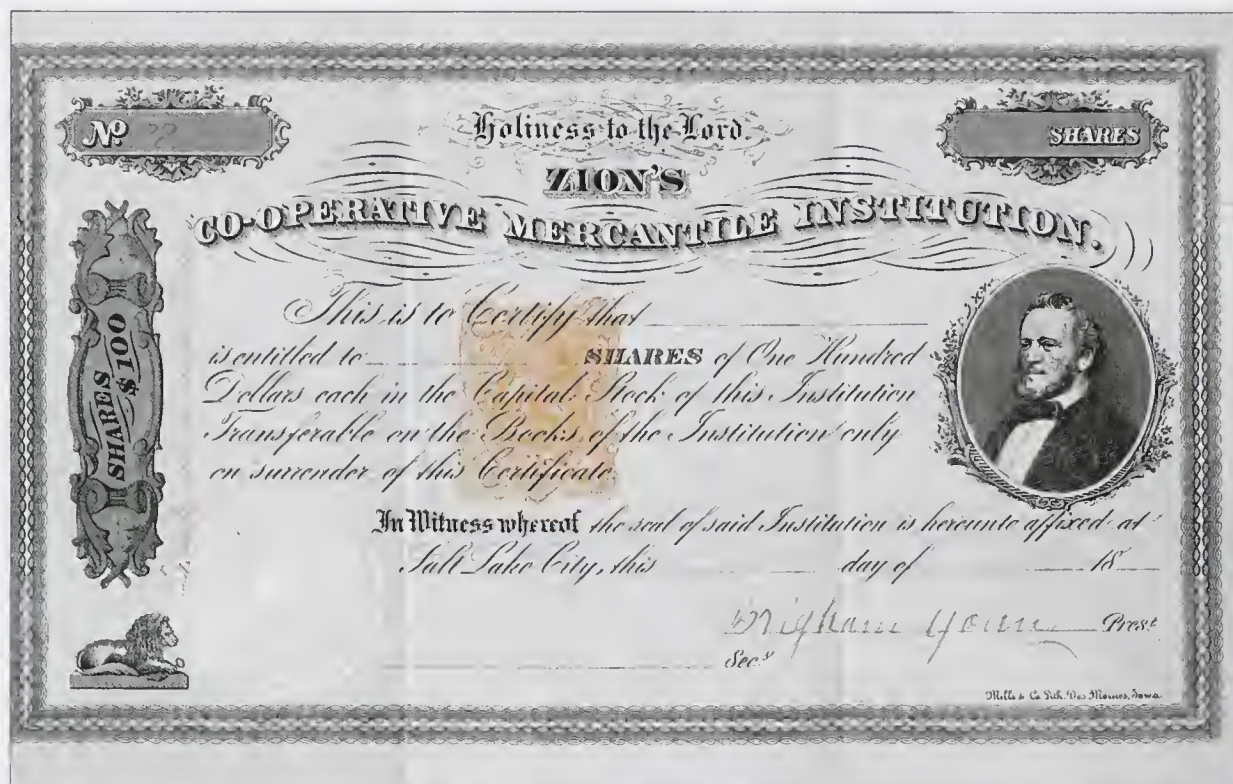 No. 22
SHARES
Holiness to the Lord.
ZION'S
CO-OPERATIVE MERCANTILE INSTITUTION.
SHARES $100
This is to Certify that
is entitled to SHARES of One Hundred
Dollars each in the Capital Stock of this Institution
Transferable on the Books of the Institution only
on surrender of this Certificate.
In Witness whereof the seal of said Institution is hereunto affixed at
Salt Lake City, this day of 18
Brigham Young Prest
Secy
Mills & Co. Lith. Des Moines, Iowa.